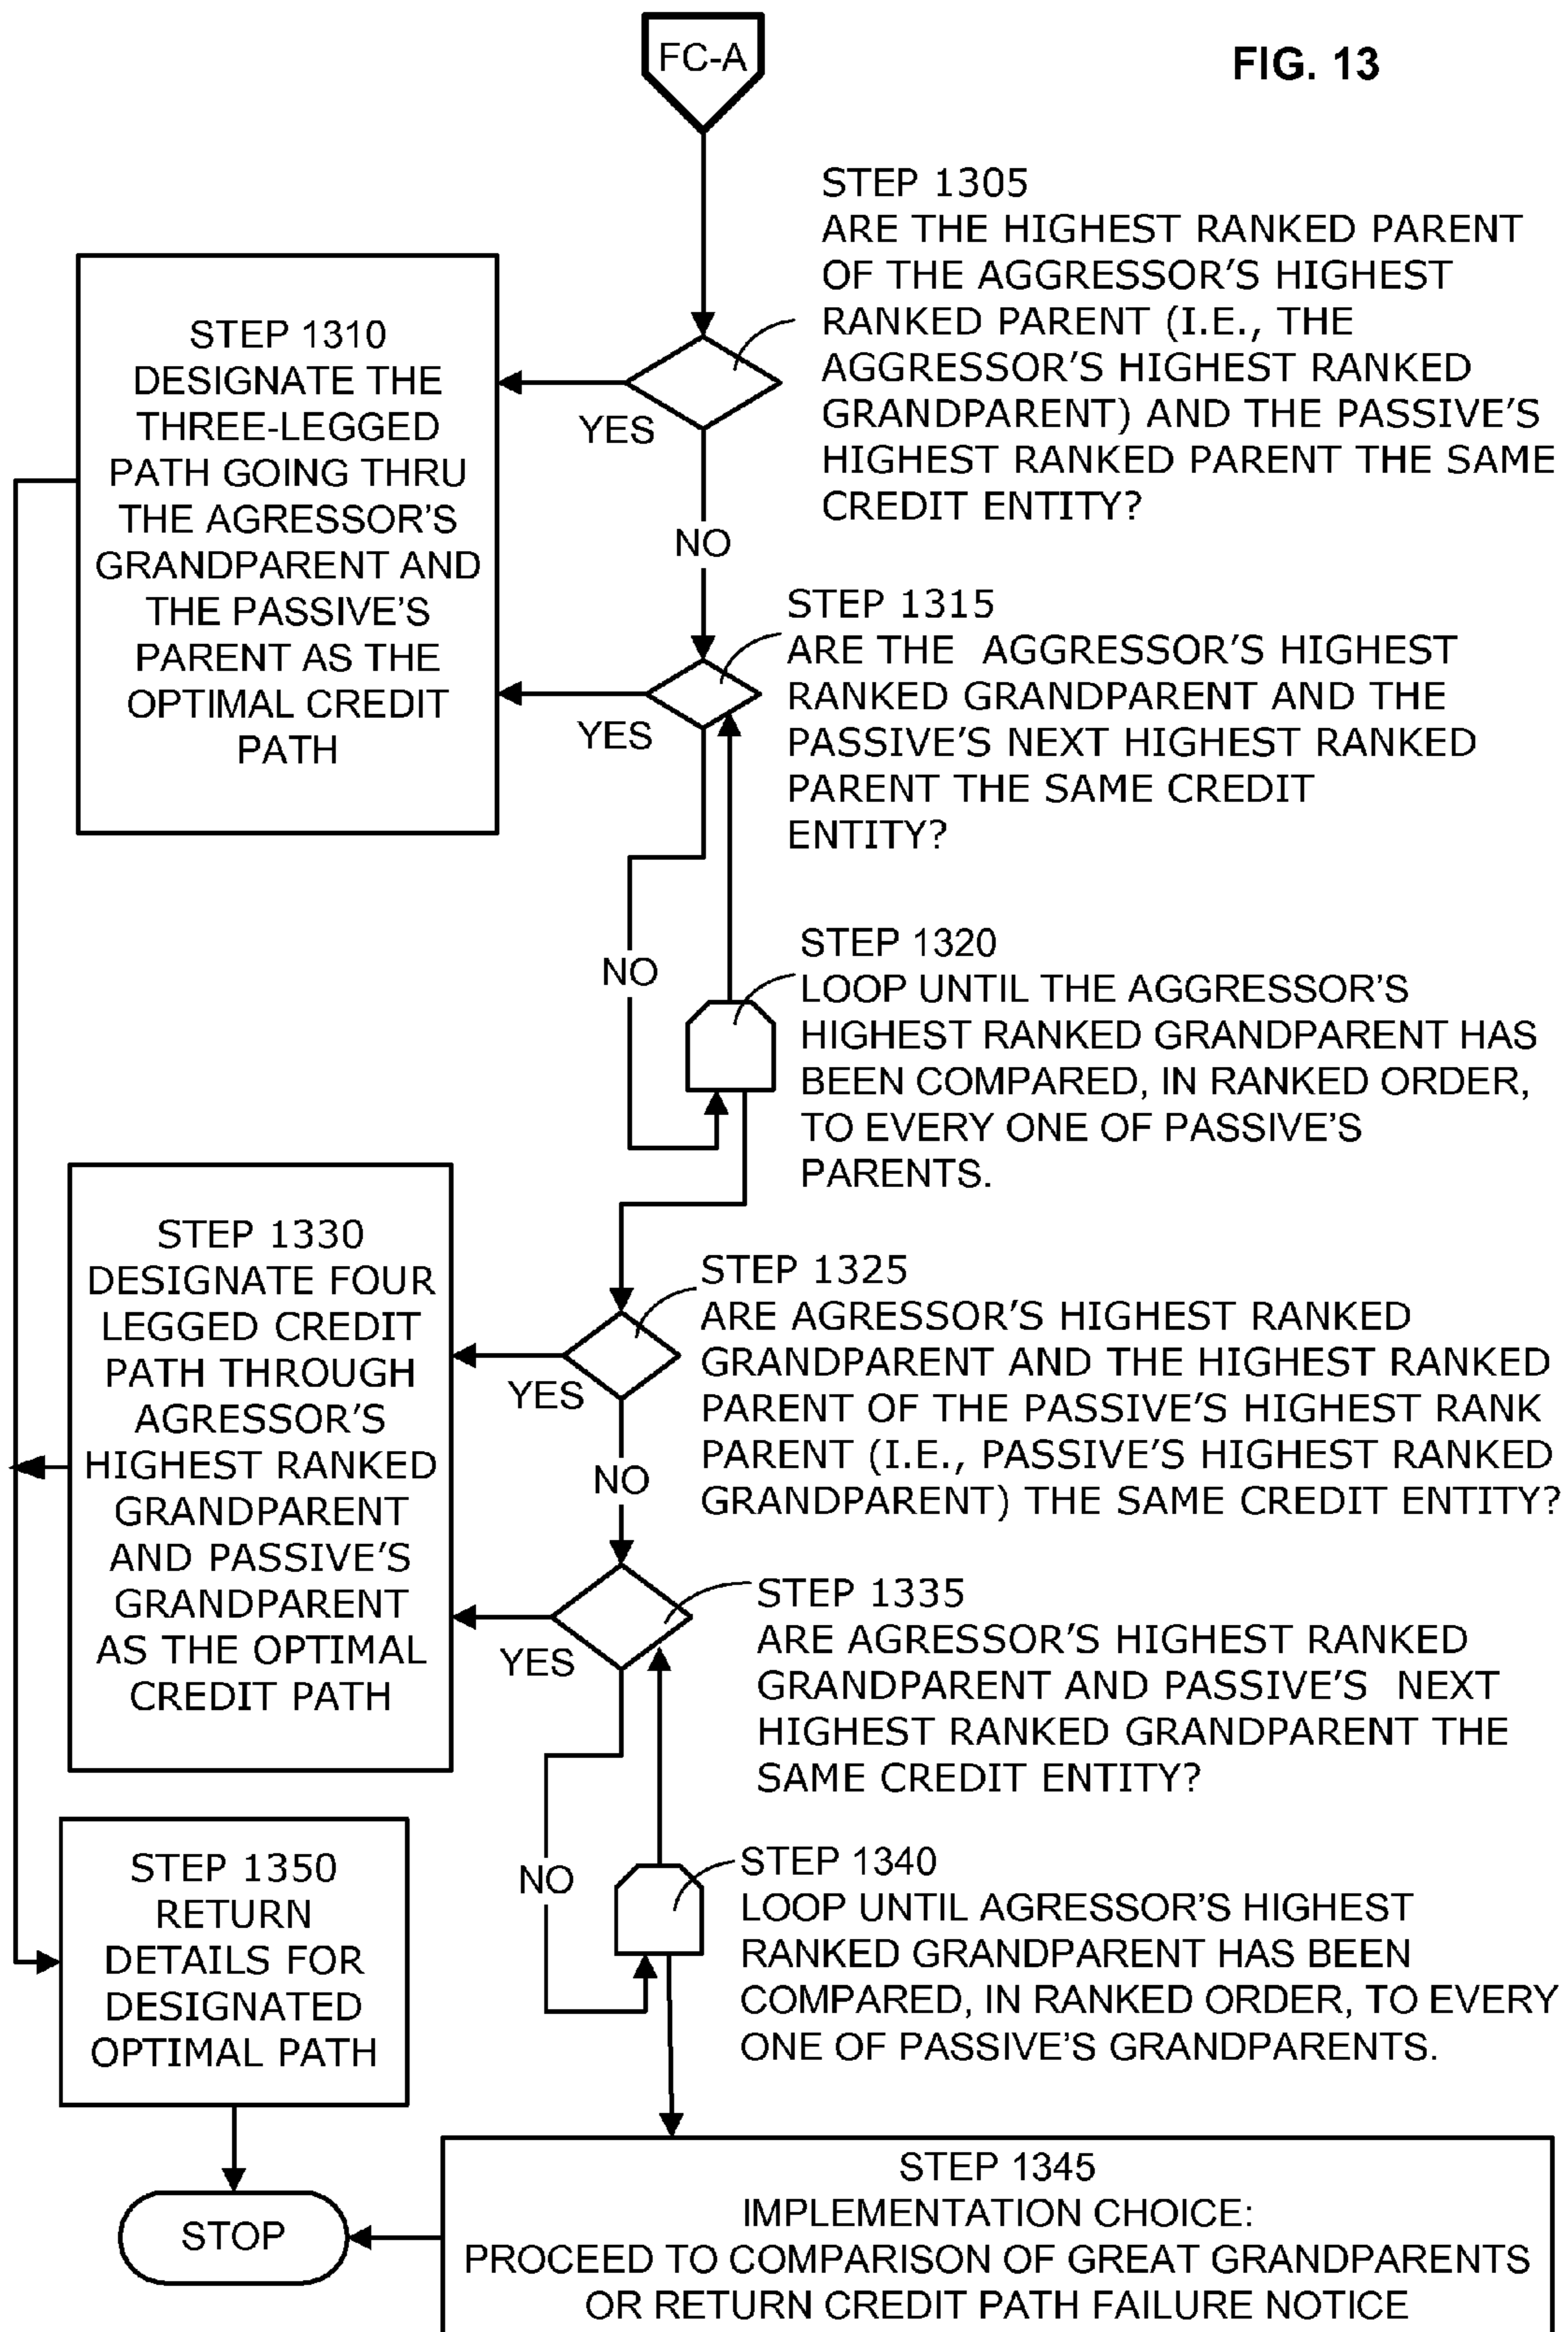 FC-A
FIG. 13
STEP 1305
ARE THE HIGHEST RANKED PARENT
OF THE AGGRESSOR'S HIGHEST
RANKED PARENT (I.E., THE
AGGRESSOR'S HIGHEST RANKED
GRANDPARENT) AND THE PASSIVE'S
HIGHEST RANKED PARENT THE SAME
CREDIT ENTITY?
YES
NO
STEP 1310
DESIGNATE THE
THREE-LEGGED
PATH GOING THRU
THE AGRESSOR'S
GRANDPARENT AND
THE PASSIVE'S
PARENT AS THE
OPTIMAL CREDIT
PATH
STEP 1315
ARE THE AGGRESSOR'S HIGHEST
RANKED GRANDPARENT AND THE
PASSIVE'S NEXT HIGHEST RANKED
PARENT THE SAME CREDIT
ENTITY?
YES
NO
STEP 1320
LOOP UNTIL THE AGGRESSOR'S
HIGHEST RANKED GRANDPARENT HAS
BEEN COMPARED, IN RANKED ORDER,
TO EVERY ONE OF PASSIVE'S
PARENTS.
STEP 1325
ARE AGRESSOR'S HIGHEST RANKED
GRANDPARENT AND THE HIGHEST RANKED
PARENT OF THE PASSIVE'S HIGHEST RANK
PARENT (I.E., PASSIVE'S HIGHEST RANKED
GRANDPARENT) THE SAME CREDIT ENTITY?
YES
NO
STEP 1330
DESIGNATE FOUR
LEGGED CREDIT
PATH THROUGH
AGRESSOR'S
HIGHEST RANKED
GRANDPARENT
AND PASSIVE'S
GRANDPARENT
AS THE OPTIMAL
CREDIT PATH
STEP 1335
ARE AGRESSOR'S HIGHEST RANKED
GRANDPARENT AND PASSIVE'S NEXT
HIGHEST RANKED GRANDPARENT THE
SAME CREDIT ENTITY?
YES
NO
STEP 1340
LOOP UNTIL AGRESSOR'S HIGHEST
RANKED GRANDPARENT HAS BEEN
COMPARED, IN RANKED ORDER, TO EVERY
ONE OF PASSIVE'S GRANDPARENTS.
STEP 1350
RETURN
DETAILS FOR
DESIGNATED
OPTIMAL PATH
STOP
STEP 1345
IMPLEMENTATION CHOICE:
PROCEED TO COMPARISON OF GREAT GRANDPARENTS
OR RETURN CREDIT PATH FAILURE NOTICE